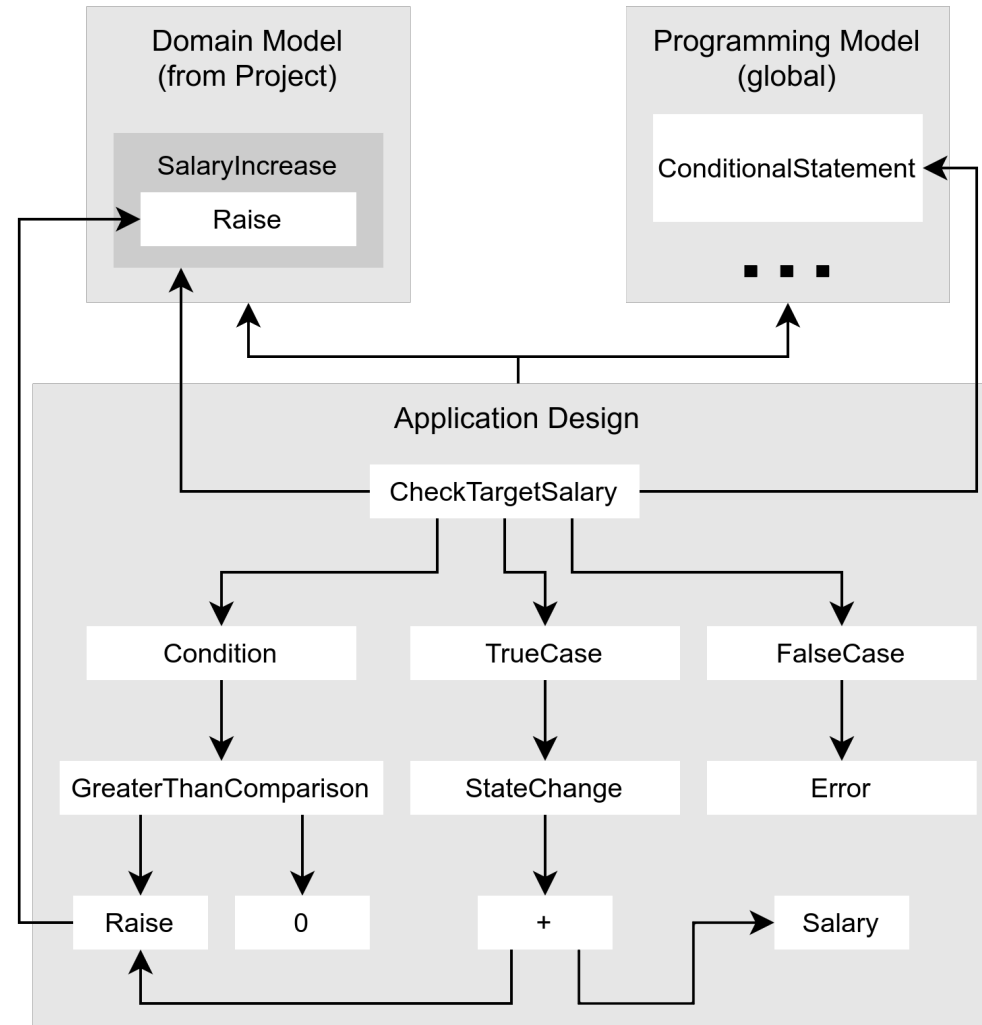 Domain Model
(from Project)
SalaryIncrease
Raise
Programming Model
(global)
ConditionalStatement
Application Design
CheckTargetSalary
Condition
TrueCase
FalseCase
GreaterThanComparison
StateChange
Error
Raise
0
+
Salary